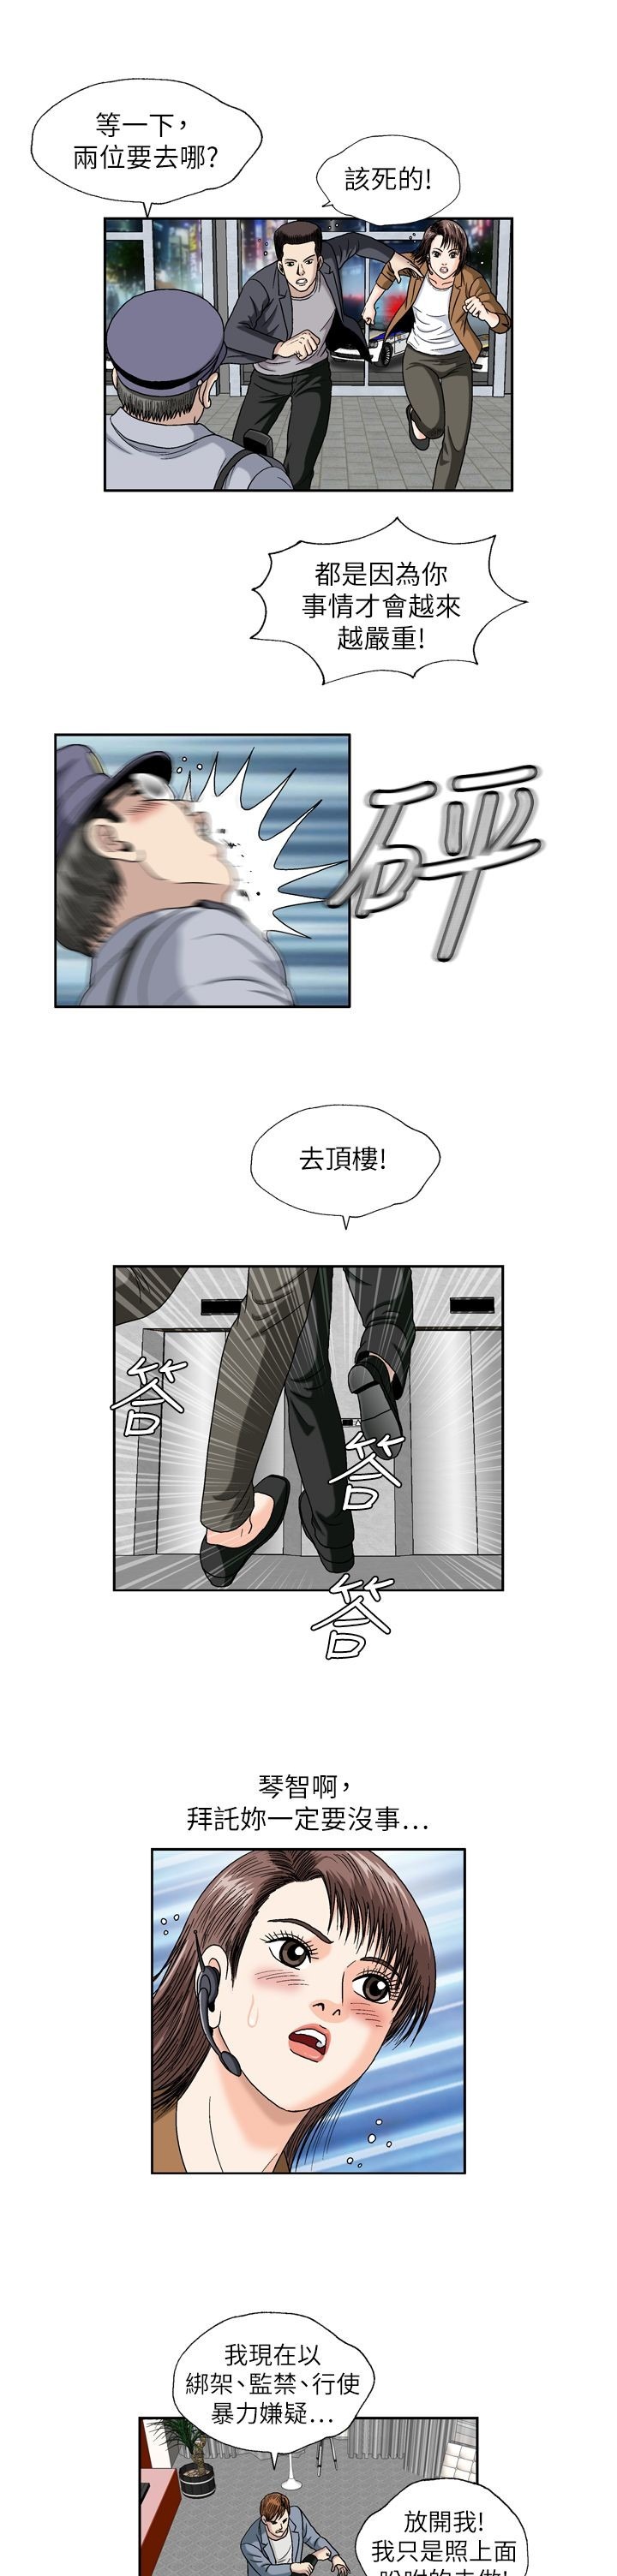 等一下，
兩位要去哪?
該死的!
都是因為你
事情才會越來
越嚴重!
砰
去頂樓!
答
答
答
琴智啊，
拜託妳一定要沒事...
我現在以
綁架、監禁、行使
暴力嫌疑...
放開我!
我只是照上面